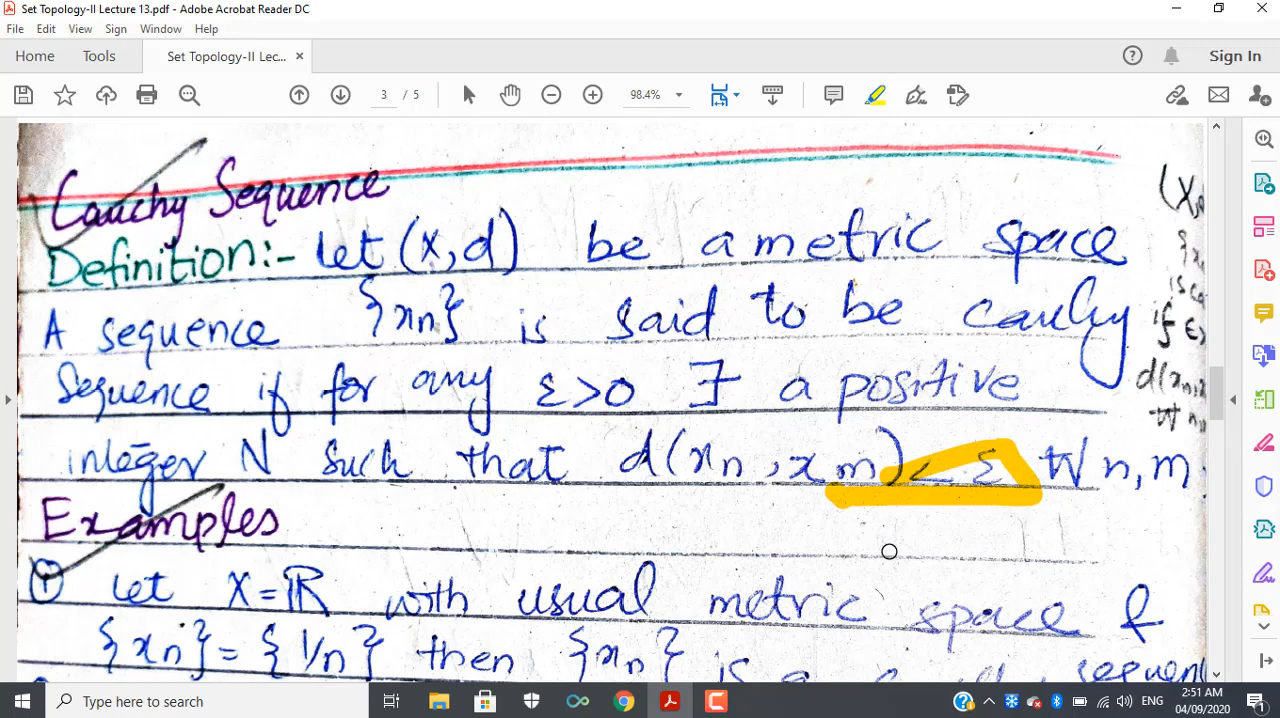 Set Topology-II Lecture 13.pdf - Adobe Acrobat Reader DC
File Edit View Sign Window Help
Home Tools Set Topology-II Lec... × Sign In
3 / 5 98.4%
Cauchy Sequence
Definition:- let (X,d) be a metric space
A sequence {xn} is said to be cauchy
Sequence if for any ε>0 ∃ a positive
integer N such that d(xn,xm)<ε ∀ n,m
(X,
is
if
d(xn,
∀ n,
Examples
① let X=ℝ with usual metric space &
{xn}={1/n} then {xn} is a
Type here to search
ENG
2:51 AM
04/09/2020